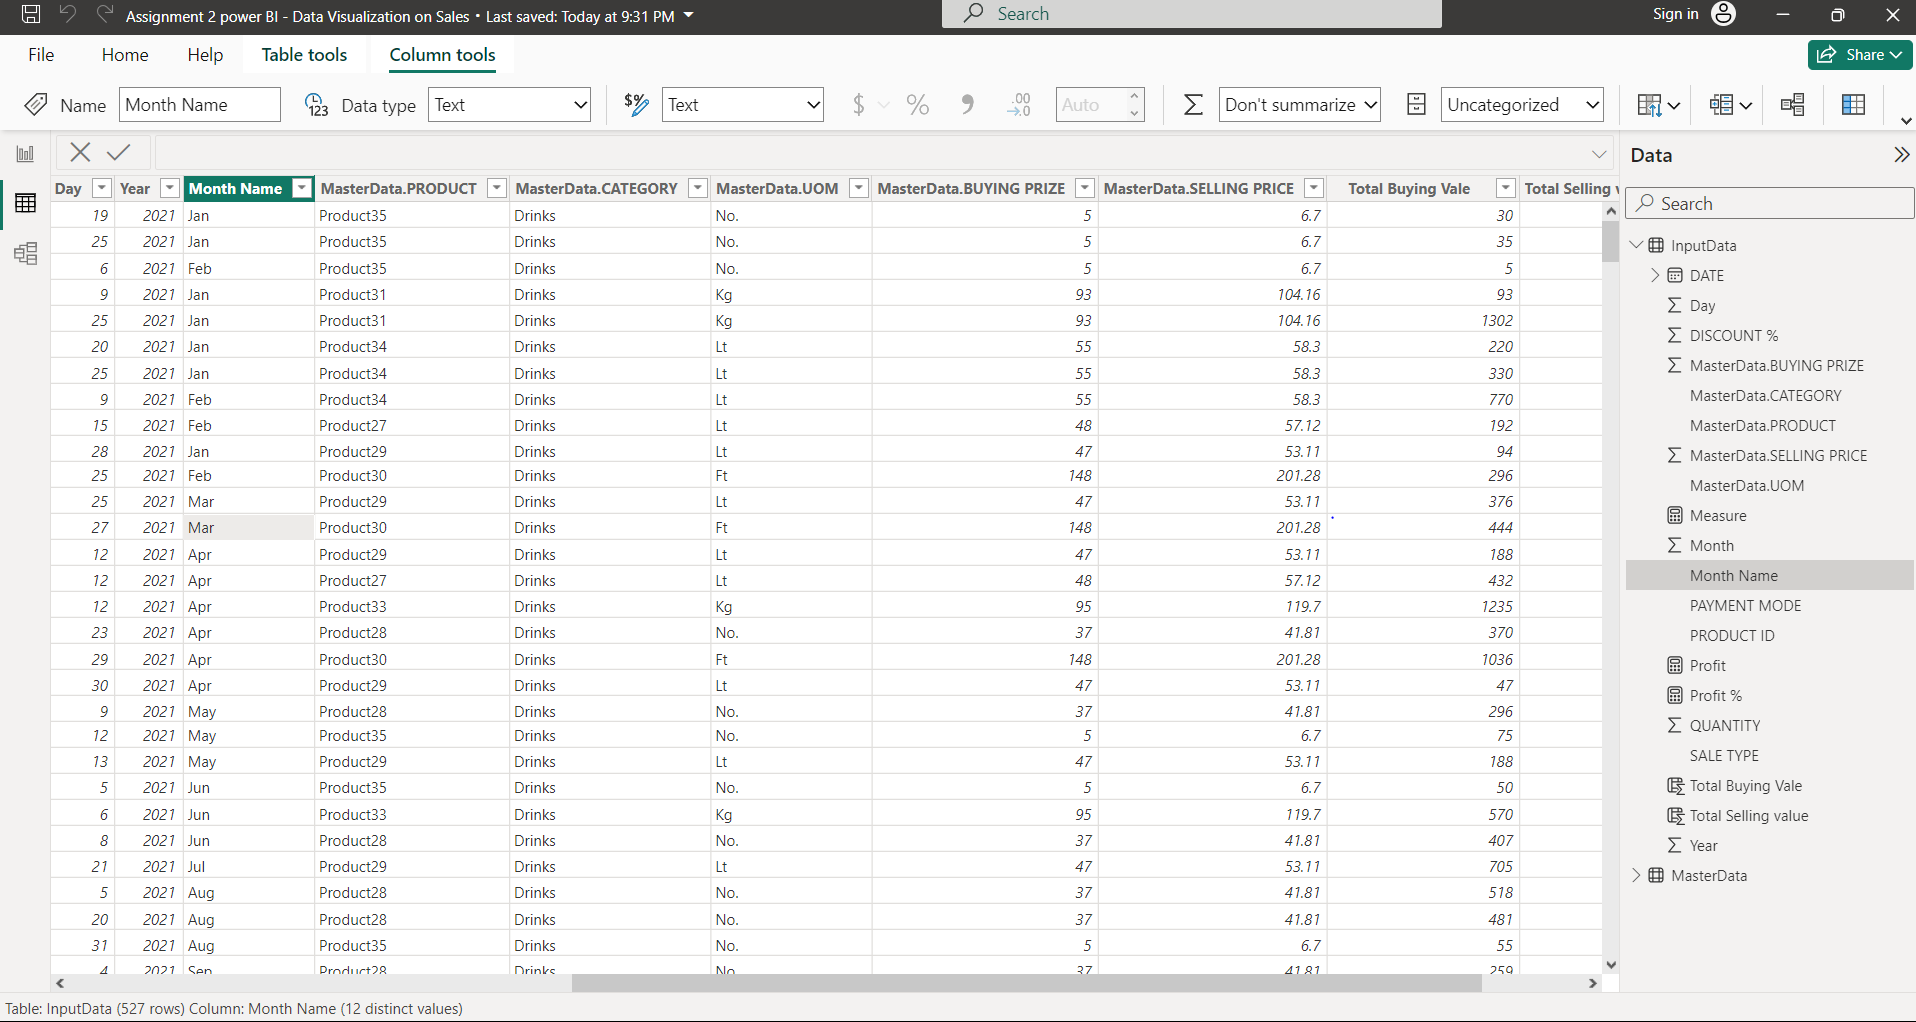 Assignment 2 power BI - Data Visualization on Sales • Last saved: Today at 9:31 PM Search Sign in
File Home Help Table tools Column tools Share
Name Month Name 123 Data type Text $% Text $ % 9 .00 →.0 Auto Σ Don't summarize Uncategorized
Data
Day Year Month Name MasterData.PRODUCT MasterData.CATEGORY MasterData.UOM MasterData.BUYING PRIZE MasterData.SELLING PRICE Total Buying Vale Total Selling
19 2021 Jan Product35 Drinks No. 5 6.7 30
25 2021 Jan Product35 Drinks No. 5 6.7 35
6 2021 Feb Product35 Drinks No. 5 6.7 5
9 2021 Jan Product31 Drinks Kg 93 104.16 93
25 2021 Jan Product31 Drinks Kg 93 104.16 1302
20 2021 Jan Product34 Drinks Lt 55 58.3 220
25 2021 Jan Product34 Drinks Lt 55 58.3 330
9 2021 Feb Product34 Drinks Lt 55 58.3 770
15 2021 Feb Product27 Drinks Lt 48 57.12 192
28 2021 Jan Product29 Drinks Lt 47 53.11 94
25 2021 Feb Product30 Drinks Ft 148 201.28 296
25 2021 Mar Product29 Drinks Lt 47 53.11 376
27 2021 Mar Product30 Drinks Ft 148 201.28 444
12 2021 Apr Product29 Drinks Lt 47 53.11 188
12 2021 Apr Product27 Drinks Lt 48 57.12 432
12 2021 Apr Product33 Drinks Kg 95 119.7 1235
23 2021 Apr Product28 Drinks No. 37 41.81 370
29 2021 Apr Product30 Drinks Ft 148 201.28 1036
30 2021 Apr Product29 Drinks Lt 47 53.11 47
9 2021 May Product28 Drinks No. 37 41.81 296
12 2021 May Product35 Drinks No. 5 6.7 75
13 2021 May Product29 Drinks Lt 47 53.11 188
5 2021 Jun Product35 Drinks No. 5 6.7 50
6 2021 Jun Product33 Drinks Kg 95 119.7 570
8 2021 Jun Product28 Drinks No. 37 41.81 407
21 2021 Jul Product29 Drinks Lt 47 53.11 705
5 2021 Aug Product28 Drinks No. 37 41.81 518
20 2021 Aug Product28 Drinks No. 37 41.81 481
31 2021 Aug Product35 Drinks No. 5 6.7 55
4 2021 Sep Product28 Drinks No 37 41.81 259
Search
InputData
DATE
Σ Day
Σ DISCOUNT %
Σ MasterData.BUYING PRIZE
MasterData.CATEGORY
MasterData.PRODUCT
Σ MasterData.SELLING PRICE
MasterData.UOM
Measure
Σ Month
Month Name
PAYMENT MODE
PRODUCT ID
Profit
Profit %
Σ QUANTITY
SALE TYPE
Total Buying Vale
Total Selling value
Σ Year
MasterData
Table: InputData (527 rows) Column: Month Name (12 distinct values)